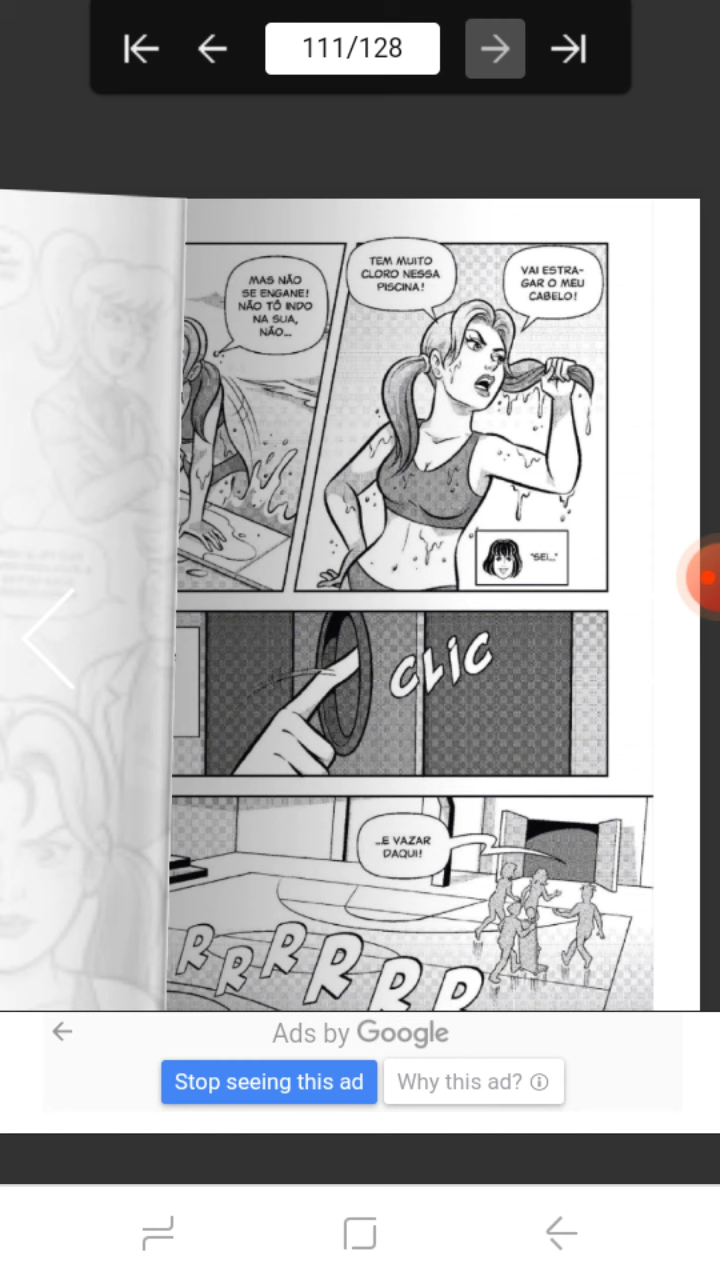 111/128
MAS NÃO
SE ENGANE!
NÃO TÔ INDO
NA SUA,
NÃO...
TEM MUITO
CLORO NESSA
PISCINA!
VAI ESTRA-
GAR O MEU
CABELO!
"SEI..."
CLIC
...E VAZAR
DAQUI!
RRRRRR
Ads by Google
Stop seeing this ad
Why this ad?